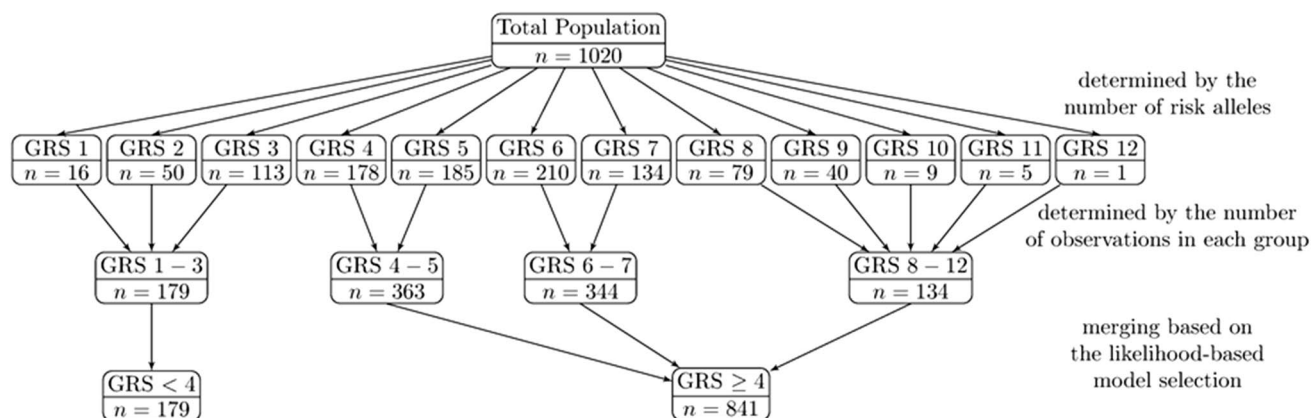 Total Population
n = 1020
determined by the
number of risk alleles
GRS 1
n = 16
GRS 2
n = 50
GRS 3
n = 113
GRS 4
n = 178
GRS 5
n = 185
GRS 6
n = 210
GRS 7
n = 134
GRS 8
n = 79
GRS 9
n = 40
GRS 10
n = 9
GRS 11
n = 5
GRS 12
n = 1
determined by the number
of observations in each group
GRS 1 – 3
n = 179
GRS 4 – 5
n = 363
GRS 6 – 7
n = 344
GRS 8 – 12
n = 134
merging based on
the likelihood-based
model selection
GRS < 4
n = 179
GRS ≥ 4
n = 841